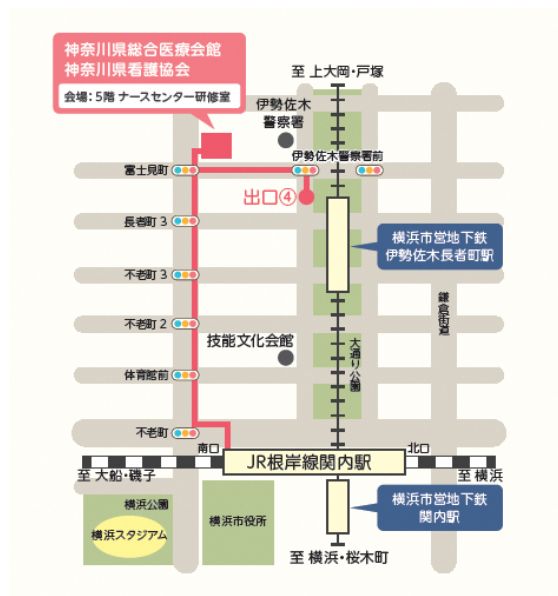 神奈川県総合医療会館
神奈川県看護協会
会場：5階 ナースセンター研修室
至 上大岡・戸塚
伊勢佐木
警察署
伊勢佐木警察署前
富士見町
出口④
長者町 3
横浜市営地下鉄
伊勢佐木長者町駅
不老町 3
鎌倉街道
不老町 2
技能文化会館
大通り公園
体育館前
不老町
南口
JR根岸線関内駅
北口
至 大船・磯子
至 横浜
横浜公園
横浜スタジアム
横浜市役所
横浜市営地下鉄
関内駅
至 横浜・桜木町